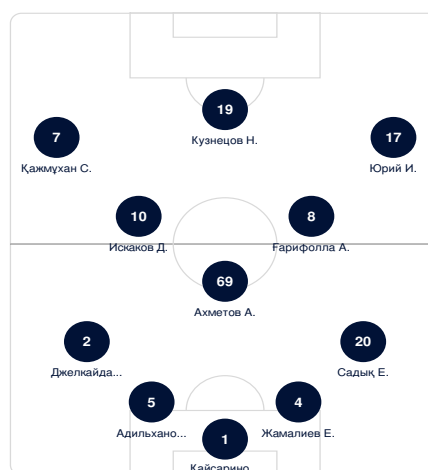 19
Кузнецов Н.
7
17
Қажмұхан С.
Юрий И.
10
8
Искаков Д.
Ғарифолла А.
69
Ахметов А.
2
20
Джелкайда...
Садық Е.
5
4
Адильхано...
Жамалиев Е.
1
Кайсарино